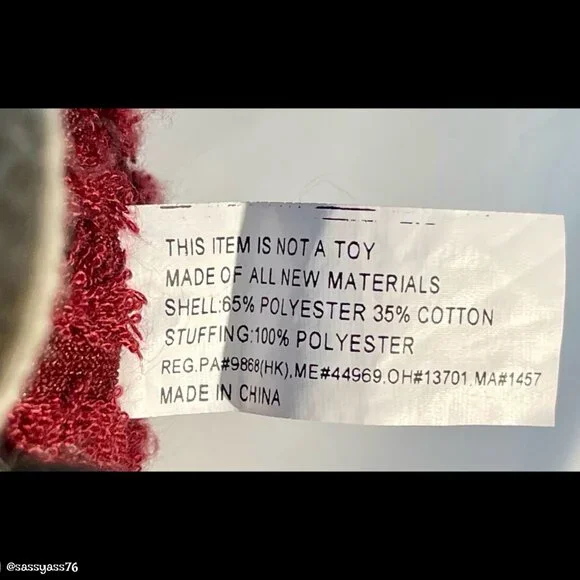 THIS ITEM IS NOT A TOY
MADE OF ALL NEW MATERIALS
SHELL:65% POLYESTER 35% COTTON
STUFFING:100% POLYESTER
REG.PA#9868(HK),ME#44969.OH#13701.MA#1457
MADE IN CHINA
@sassyass76